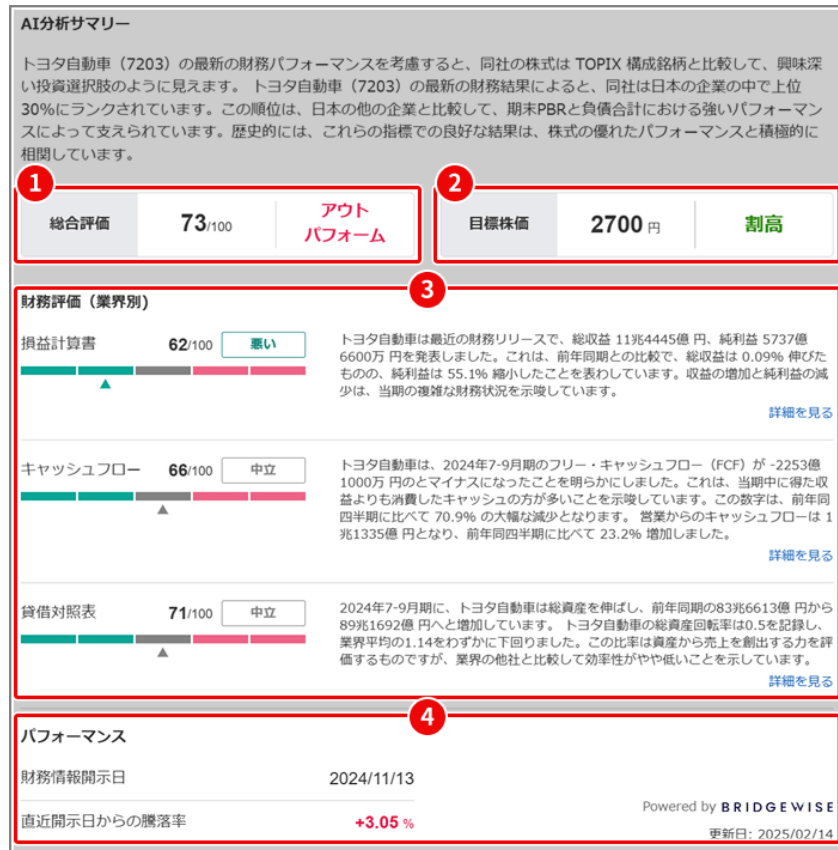 AI分析サマリー
トヨタ自動車（7203）の最新の財務パフォーマンスを考慮すると、同社の株式は TOPIX 構成銘柄と比較して、興味深
い投資選択肢のように見えます。 トヨタ自動車（7203）の最新の財務結果によると、同社は日本の企業の中で上位
30%にランクされています。この順位は、日本の他の企業と比較して、期末PBRと負債合計における強いパフォーマン
スによって支えられています。歴史的には、これらの指標での良好な結果は、株式の優れたパフォーマンスと積極的に
相関しています。
1
総合評価 73/100 アウト
パフォーム
2
目標株価 2700 円 割高
3
財務評価（業界別)
損益計算書 62/100 悪い
トヨタ自動車は最近の財務リリースで、総収益 11兆4445億 円、純利益 5737億
6600万 円を発表しました。これは、前年同期との比較で、総収益は 0.09% 伸びた
ものの、純利益は 55.1% 縮小したことを表わしています。収益の増加と純利益の減
少は、当期の複雑な財務状況を示唆しています。
詳細を見る
キャッシュフロー 66/100 中立
トヨタ自動車は、2024年7-9月期のフリー・キャッシュフロー（FCF）が -2253億
1000万 円のとマイナスになったことを明らかにしました。これは、当期中に得た収
益よりも消費したキャッシュの方が多いことを示唆しています。この数字は、前年同
四半期に比べて 70.9% の大幅な減少となります。 営業からのキャッシュフローは 1
兆1335億 円となり、前年同四半期に比べて 23.2% 増加しました。
詳細を見る
貸借対照表 71/100 中立
2024年7-9月期に、トヨタ自動車は総資産を伸ばし、前年同期の83兆6613億 円から
89兆1692億 円へと増加しています。 トヨタ自動車の総資産回転率は0.5を記録し、
業界平均の1.14をわずかに下回りました。この比率は資産から売上を創出する力を評
価するものですが、業界の他社と比較して効率性がやや低いことを示しています。
詳細を見る
4
パフォーマンス
財務情報開示日 2024/11/13
直近開示日からの騰落率 +3.05 %
Powered by BRIDGEWISE
更新日: 2025/02/14